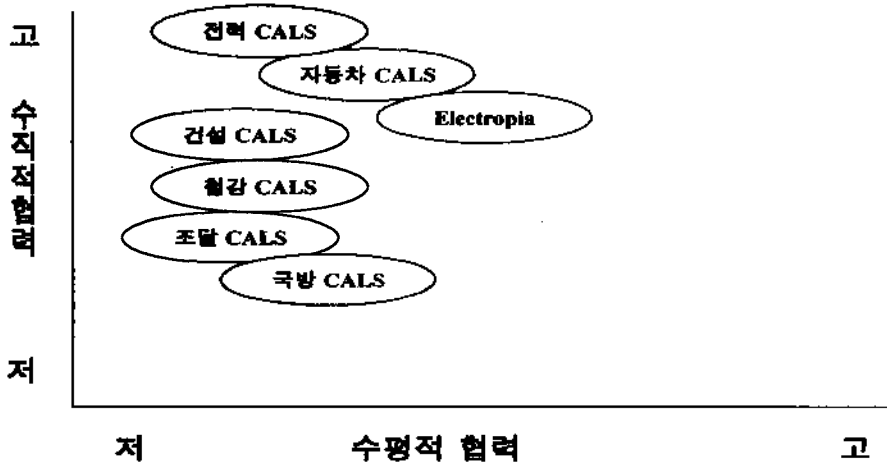 고
전력 CALS
자동차 CALS
Electropia
수직적협력
건설 CALS
철강 CALS
조달 CALS
국방 CALS
저
저 수평적 협력 고